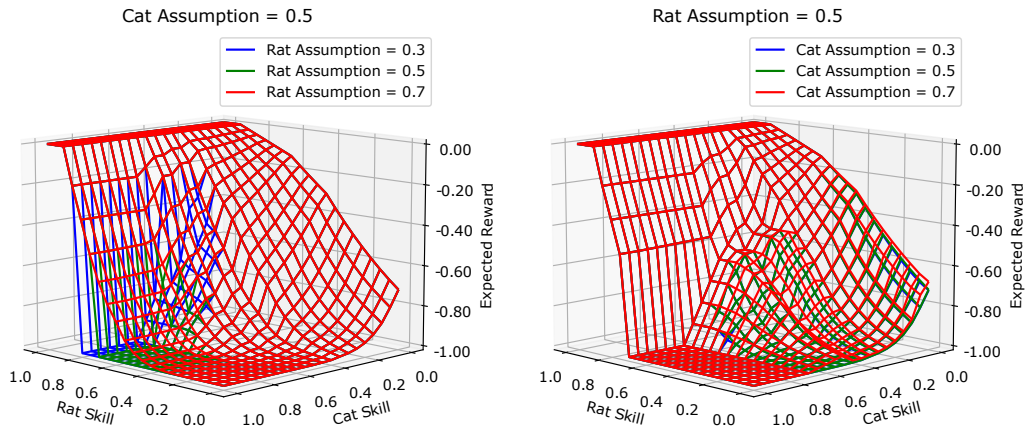 Cat Assumption = 0.5
Rat Assumption = 0.3
Rat Assumption = 0.5
Rat Assumption = 0.7
0.00
-0.20
-0.40
-0.60
-0.80
-1.00
Expected Reward
1.0 0.8 0.6 0.4 0.2 0.0
Rat Skill
1.0 0.8 0.6 0.4 0.2 0.0
Cat Skill
Rat Assumption = 0.5
Cat Assumption = 0.3
Cat Assumption = 0.5
Cat Assumption = 0.7
0.00
-0.20
-0.40
-0.60
-0.80
-1.00
Expected Reward
1.0 0.8 0.6 0.4 0.2 0.0
Rat Skill
1.0 0.8 0.6 0.4 0.2 0.0
Cat Skill